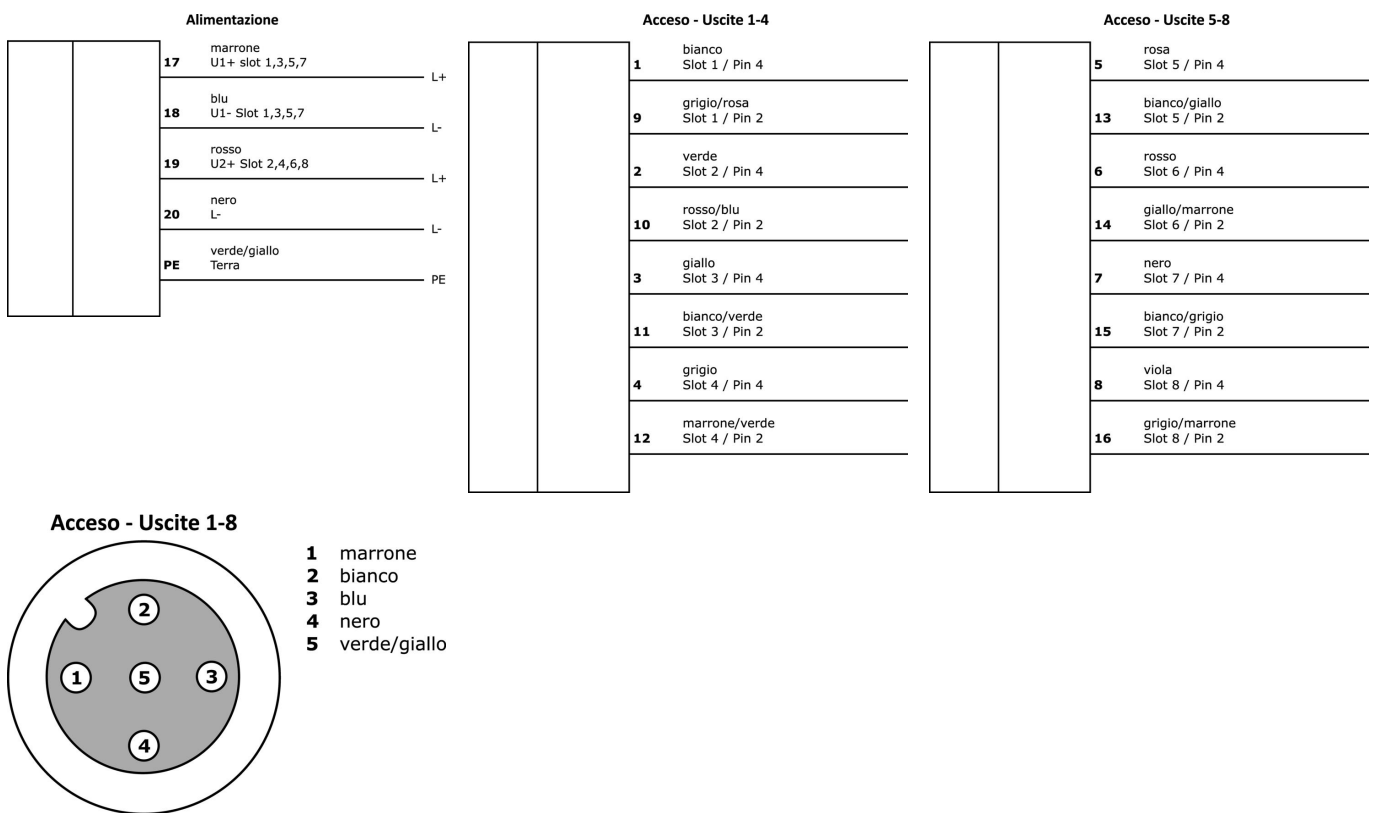 Alimentazione
marrone
17 U1+ slot 1,3,5,7
L+
blu
18 U1- Slot 1,3,5,7
L-
rosso
19 U2+ Slot 2,4,6,8
L+
nero
20 L-
L-
verde/giallo
PE Terra
PE
Acceso - Uscite 1-4
bianco
1 Slot 1 / Pin 4
grigio/rosa
9 Slot 1 / Pin 2
verde
2 Slot 2 / Pin 4
rosso/blu
10 Slot 2 / Pin 2
giallo
3 Slot 3 / Pin 4
bianco/verde
11 Slot 3 / Pin 2
grigio
4 Slot 4 / Pin 4
marrone/verde
12 Slot 4 / Pin 2
Acceso - Uscite 5-8
rosa
5 Slot 5 / Pin 4
bianco/giallo
13 Slot 5 / Pin 2
rosso
6 Slot 6 / Pin 4
giallo/marrone
14 Slot 6 / Pin 2
nero
7 Slot 7 / Pin 4
bianco/grigio
15 Slot 7 / Pin 2
viola
8 Slot 8 / Pin 4
grigio/marrone
16 Slot 8 / Pin 2
Acceso - Uscite 1-8
2
1 5 3
4
1 marrone
2 bianco
3 blu
4 nero
5 verde/giallo